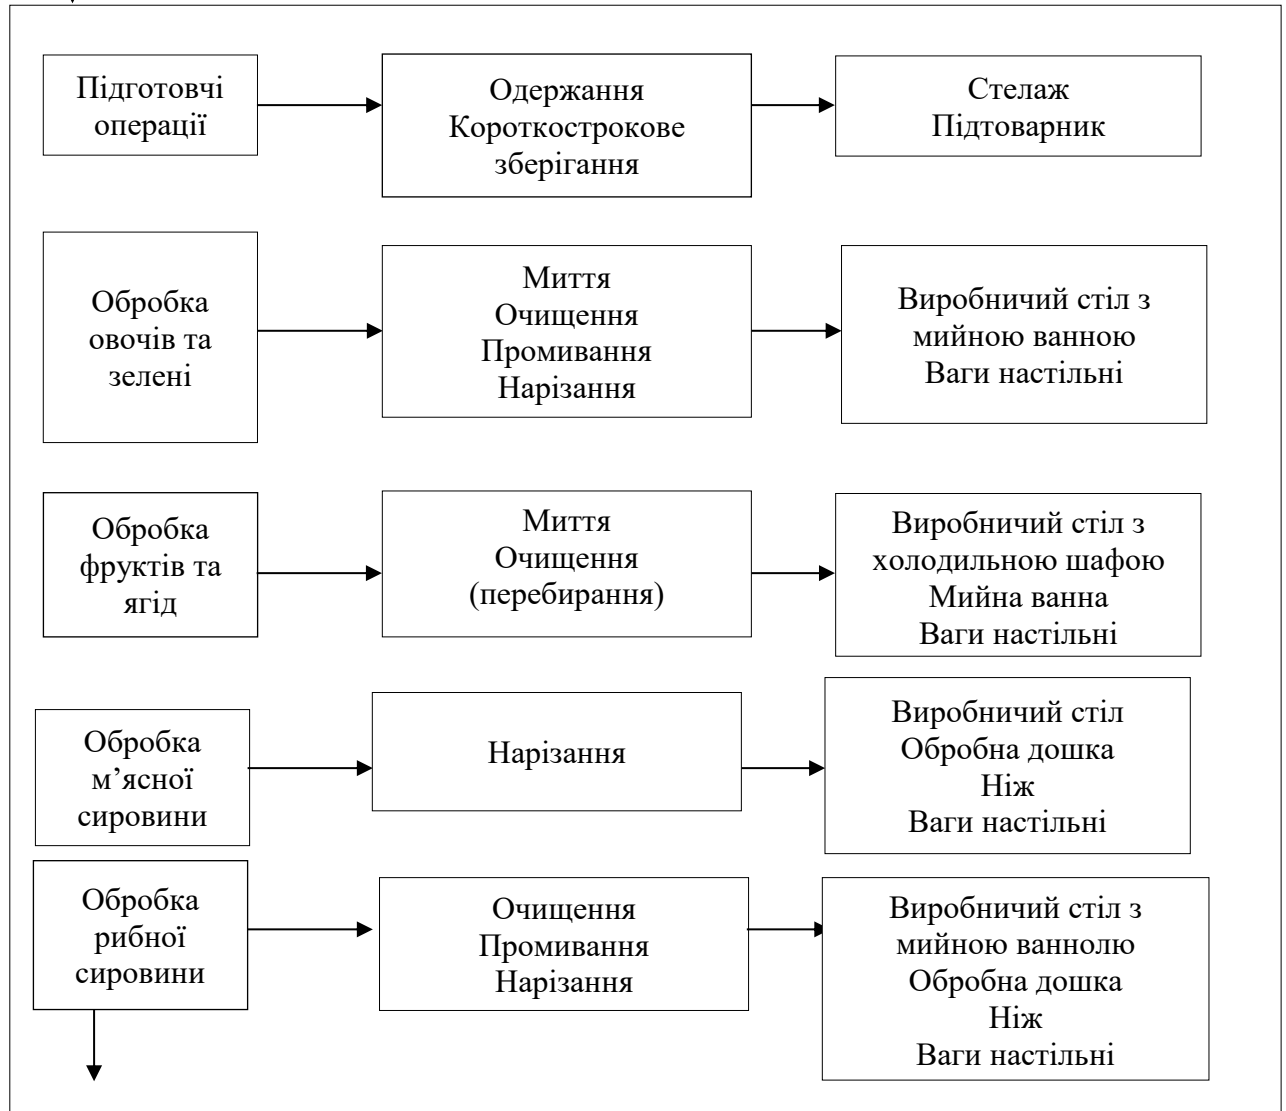 Підготовчі
операції
Одержання
Короткострокове
зберігання
Стелаж
Підтоварник
Обробка
овочів та
зелені
Миття
Очищення
Промивання
Нарізання
Виробничий стіл з
мийною ванною
Ваги настільні
Обробка
фруктів та
ягід
Миття
Очищення
(перебирання)
Виробничий стіл з
холодильною шафою
Мийна ванна
Ваги настільні
Обробка
м’ясної
сировини
Нарізання
Виробничий стіл
Обробна дошка
Ніж
Ваги настільні
Обробка
рибної
сировини
Очищення
Промивання
Нарізання
Виробничий стіл з
мийною ваннолю
Обробна дошка
Ніж
Ваги настільні